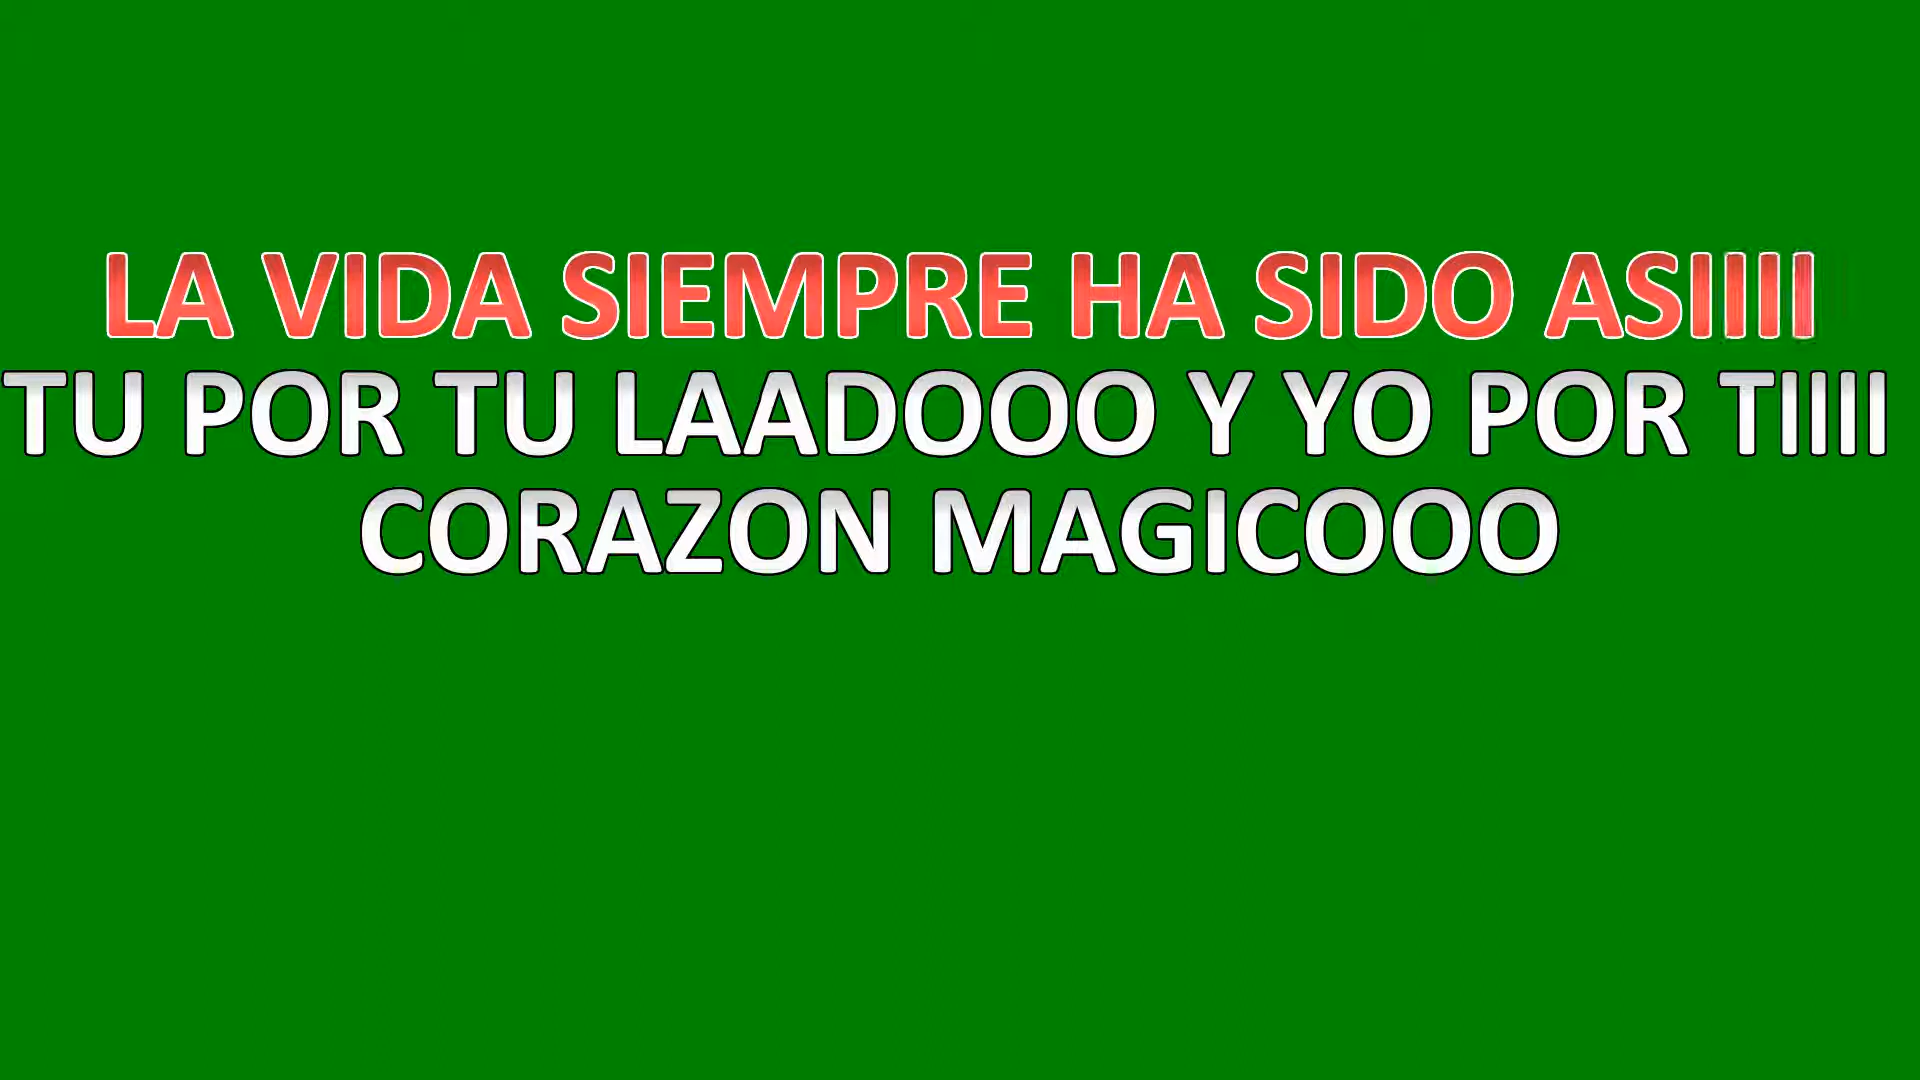 LA VIDA SIEMPRE HA SIDO ASIIII
TU POR TU LAADOOO Y YO POR TIIII
CORAZON MAGICOOO